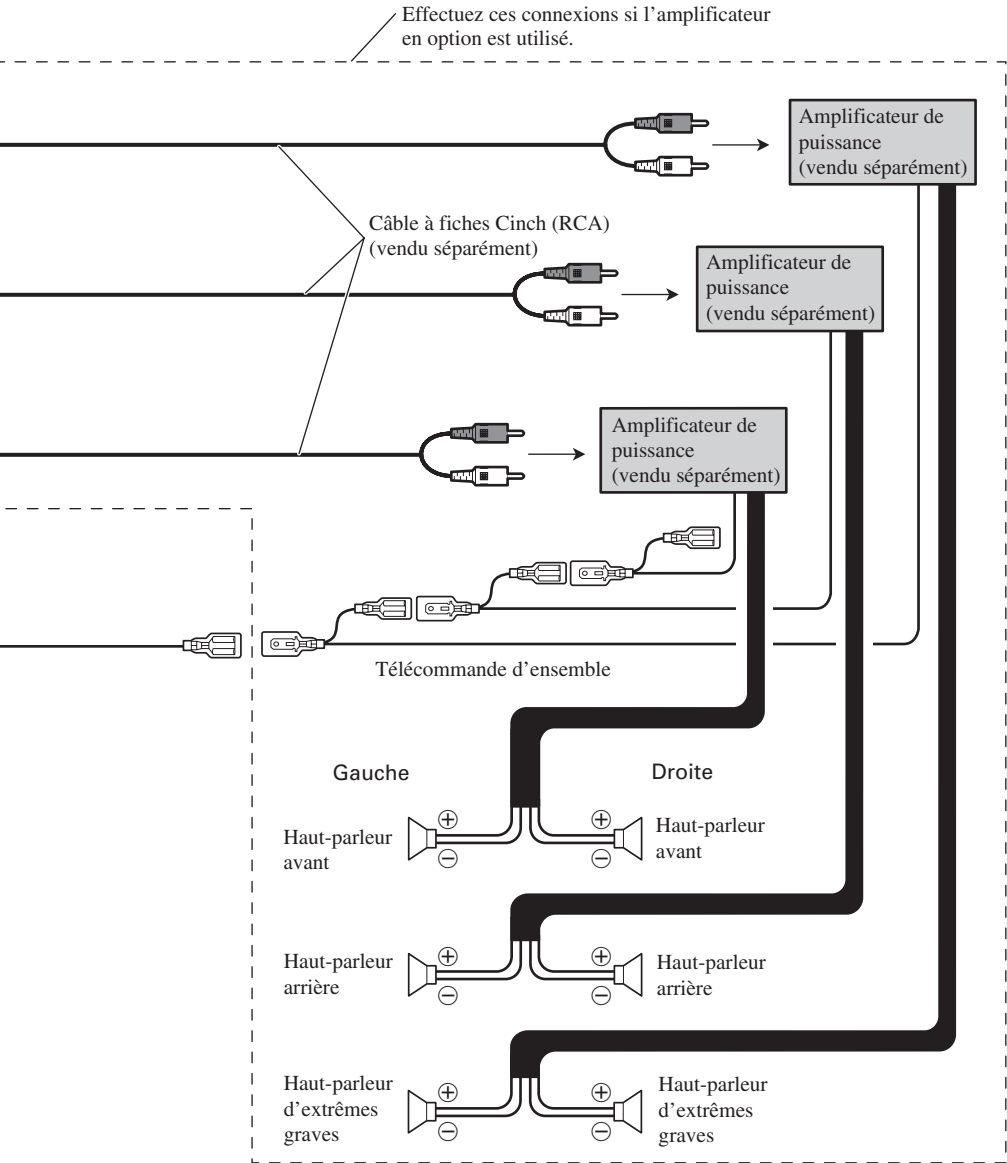 Effectuez ces connexions si l’amplificateur
en option est utilisé.
Amplificateur de
puissance
(vendu séparément)
Câble à fiches Cinch (RCA)
(vendu séparément)
Amplificateur de
puissance
(vendu séparément)
Amplificateur de
puissance
(vendu séparément)
Télécommande d’ensemble
Gauche
Droite
Haut-parleur
avant
⊕
⊖
⊕
⊖
Haut-parleur
avant
Haut-parleur
arrière
⊕
⊖
⊕
⊖
Haut-parleur
arrière
Haut-parleur
d’extrêmes
graves
⊕
⊖
⊕
⊖
Haut-parleur
d’extrêmes
graves